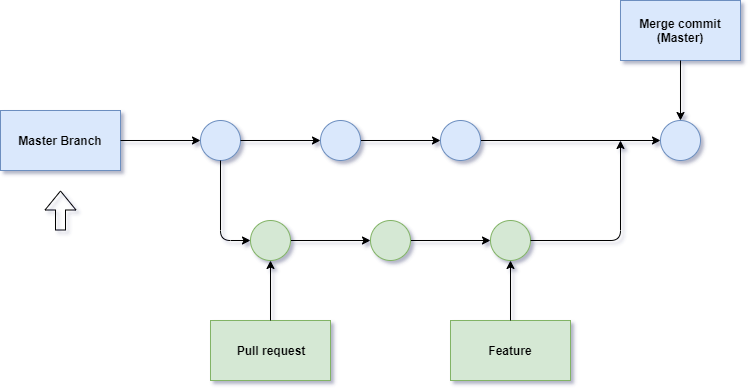 Merge commit
(Master)
Master Branch
Pull request
Feature